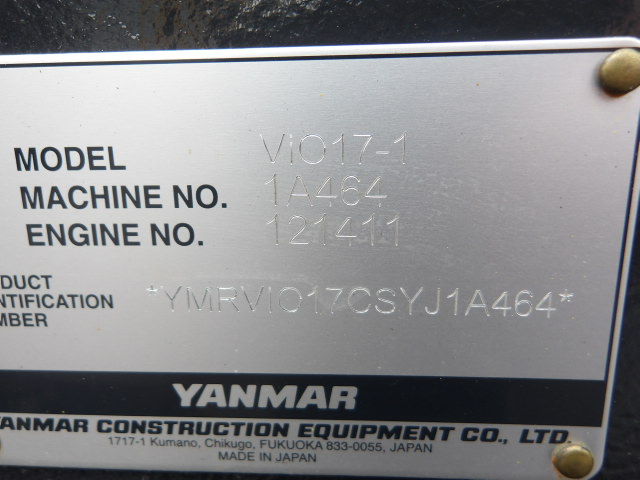 MODEL ViO17-1
MACHINE NO. 1A464
ENGINE NO. 121411
DUCT
NTIFICATION
MBER
*YMRVIO17CSYJ1A464*
YANMAR
YANMAR CONSTRUCTION EQUIPMENT CO., LTD.
1717-1 Kumano, Chikugo, FUKUOKA 833-0055, JAPAN
MADE IN JAPAN